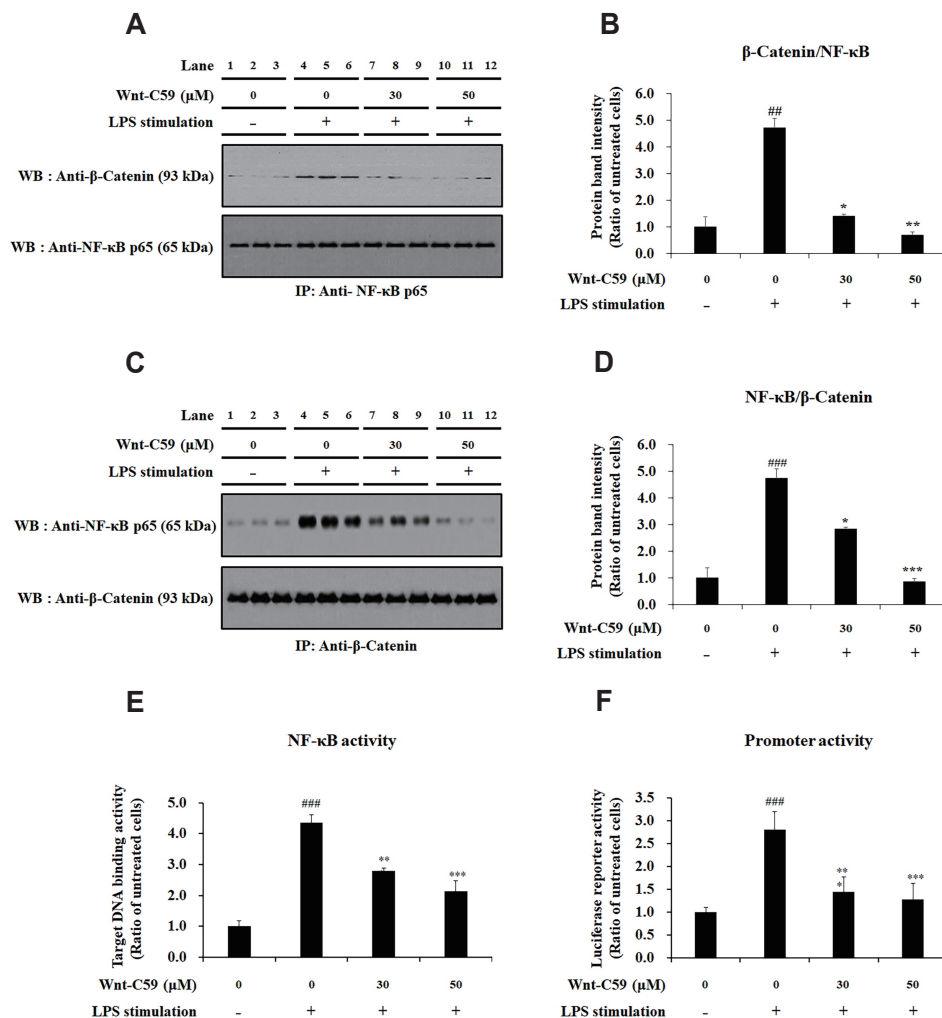 A
Lane 1 2 3 4 5 6 7 8 9 10 11 12
Wnt-C59 (μM) 0 0 30 50
LPS stimulation – + + +
WB : Anti-β-Catenin (93 kDa)
WB : Anti-NF-κB p65 (65 kDa)
IP: Anti- NF-κB p65
B
β-Catenin/NF-κB
Protein band intensity
(Ratio of untreated cells)
6.0
5.0
4.0
3.0
2.0
1.0
0.0
##
*
**
Wnt-C59 (μM) 0 0 30 50
LPS stimulation – + + +
C
Lane 1 2 3 4 5 6 7 8 9 10 11 12
Wnt-C59 (μM) 0 0 30 50
LPS stimulation – + + +
WB : Anti-NF-κB p65 (65 kDa)
WB : Anti-β-Catenin (93 kDa)
IP: Anti-β-Catenin
D
NF-κB/β-Catenin
Protein band intensity
(Ratio of untreated cells)
6.0
5.0
4.0
3.0
2.0
1.0
0.0
###
*
***
Wnt-C59 (μM) 0 0 30 50
LPS stimulation – + + +
E
NF-κB activity
Target DNA binding activity
(Ratio of untreated cells)
5.0
4.0
3.0
2.0
1.0
0.0
###
**
***
Wnt-C59 (μM) 0 0 30 50
LPS stimulation – + + +
F
Promoter activity
Luciferase reporter activity
(Ratio of untreated cells)
3.5
3.0
2.5
2.0
1.5
1.0
0.5
0.0
###
**
*
***
Wnt-C59 (μM) 0 0 30 50
LPS stimulation – + + +